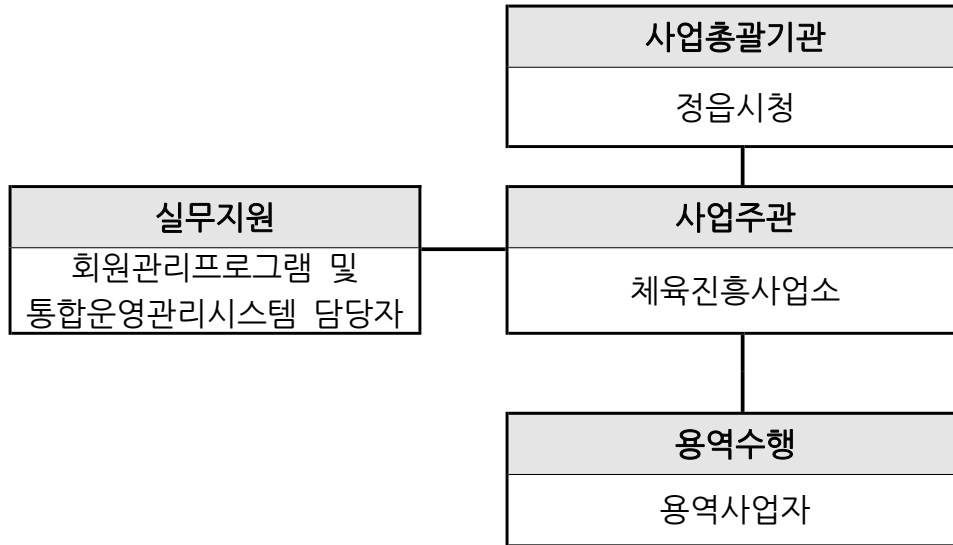 사업총괄기관
정읍시청
실무지원
회원관리프로그램 및
통합운영관리시스템 담당자
사업주관
체육진흥사업소
용역수행
용역사업자